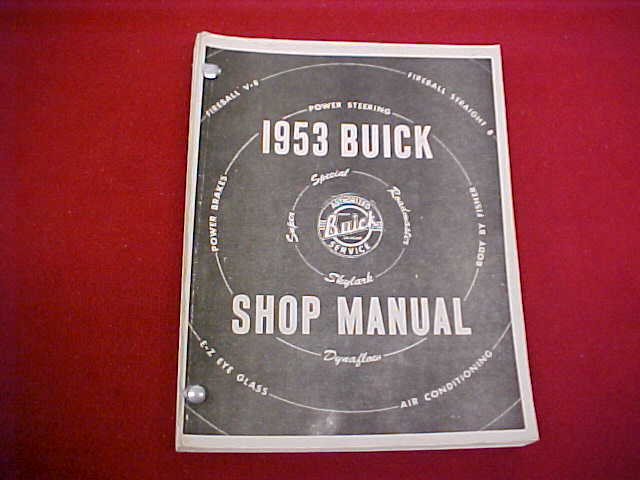 FIREBALL V-8
FIREBALL STRAIGHT 8
POWER STEERING
1953 BUICK
POWER BRAKES
BODY BY FISHER
Special
Super
Roadmaster
AUTHORIZED
Buick
SERVICE
Skylark
SHOP MANUAL
Dynaflow
E-Z EYE GLASS
AIR CONDITIONING